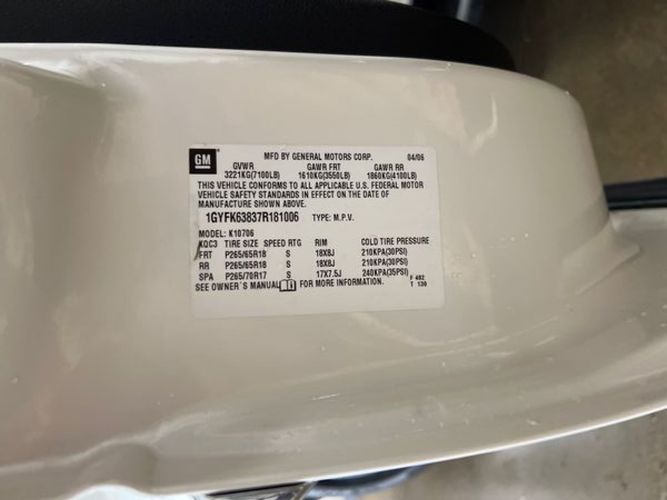 GM MFD BY GENERAL MOTORS CORP. 04/06
GVWR GAWR FRT GAWR RR
3221KG(7100LB) 1610KG(3550LB) 1860KG(4100LB)
THIS VEHICLE CONFORMS TO ALL APPLICABLE U.S. FEDERAL MOTOR
VEHICLE SAFETY STANDARDS IN EFFECT ON THE DATE OF
MANUFACTURE SHOWN ABOVE.
1GYFK63837R181006 TYPE: M.P.V.
MODEL: K10706
KQC3 TIRE SIZE SPEED RTG RIM COLD TIRE PRESSURE
FRT P265/65R18 S 18X8J 210KPA(30PSI)
RR P265/65R18 S 18X8J 210KPA(30PSI)
SPA P265/70R17 S 17X7.5J 240KPA(35PSI)
SEE OWNER'S MANUAL FOR MORE INFORMATION. F 482
T 130